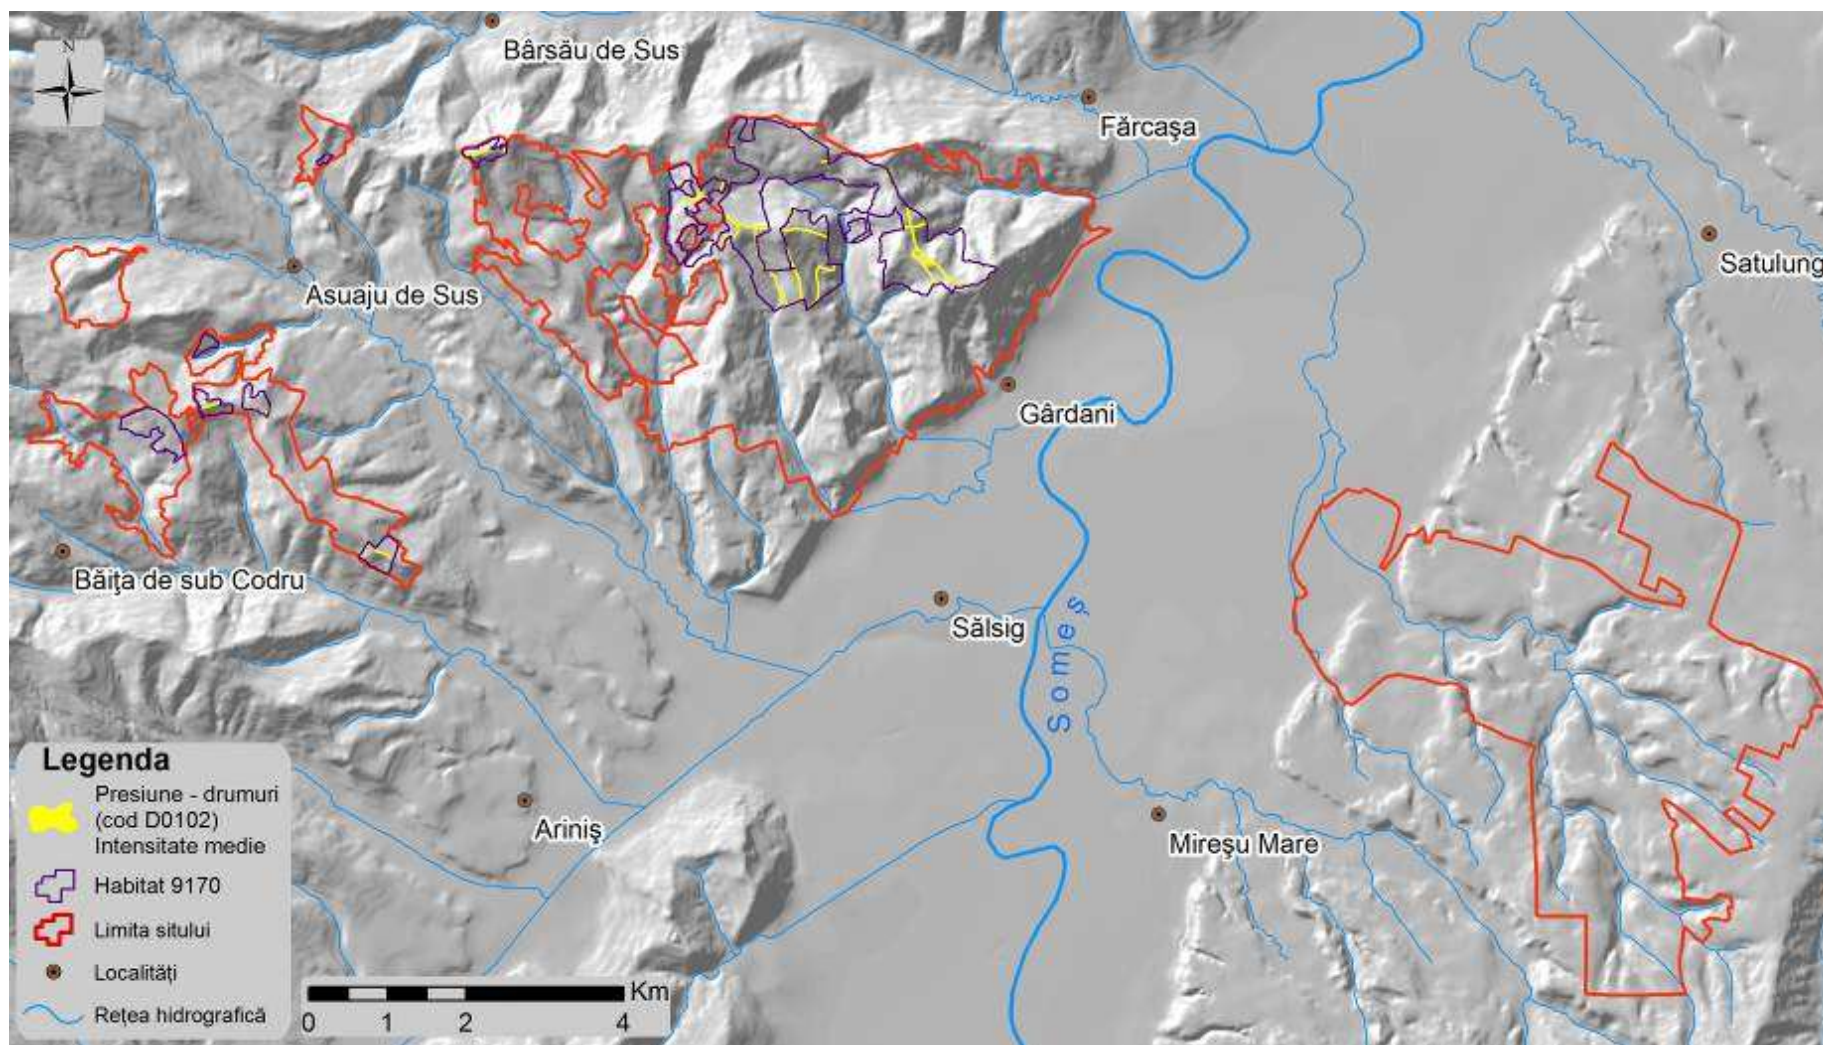 N
Bârsău de Sus
Fărcaşa
Satulung
Asuaju de Sus
Gârdani
Băiţa de sub Codru
Sălsig
Someş
Ariniş
Mireşu Mare
Legenda
Presiune - drumuri
(cod D0102)
Intensitate medie
Habitat 9170
Limita sitului
Localităţi
Reţea hidrografică
Km
0 1 2 4